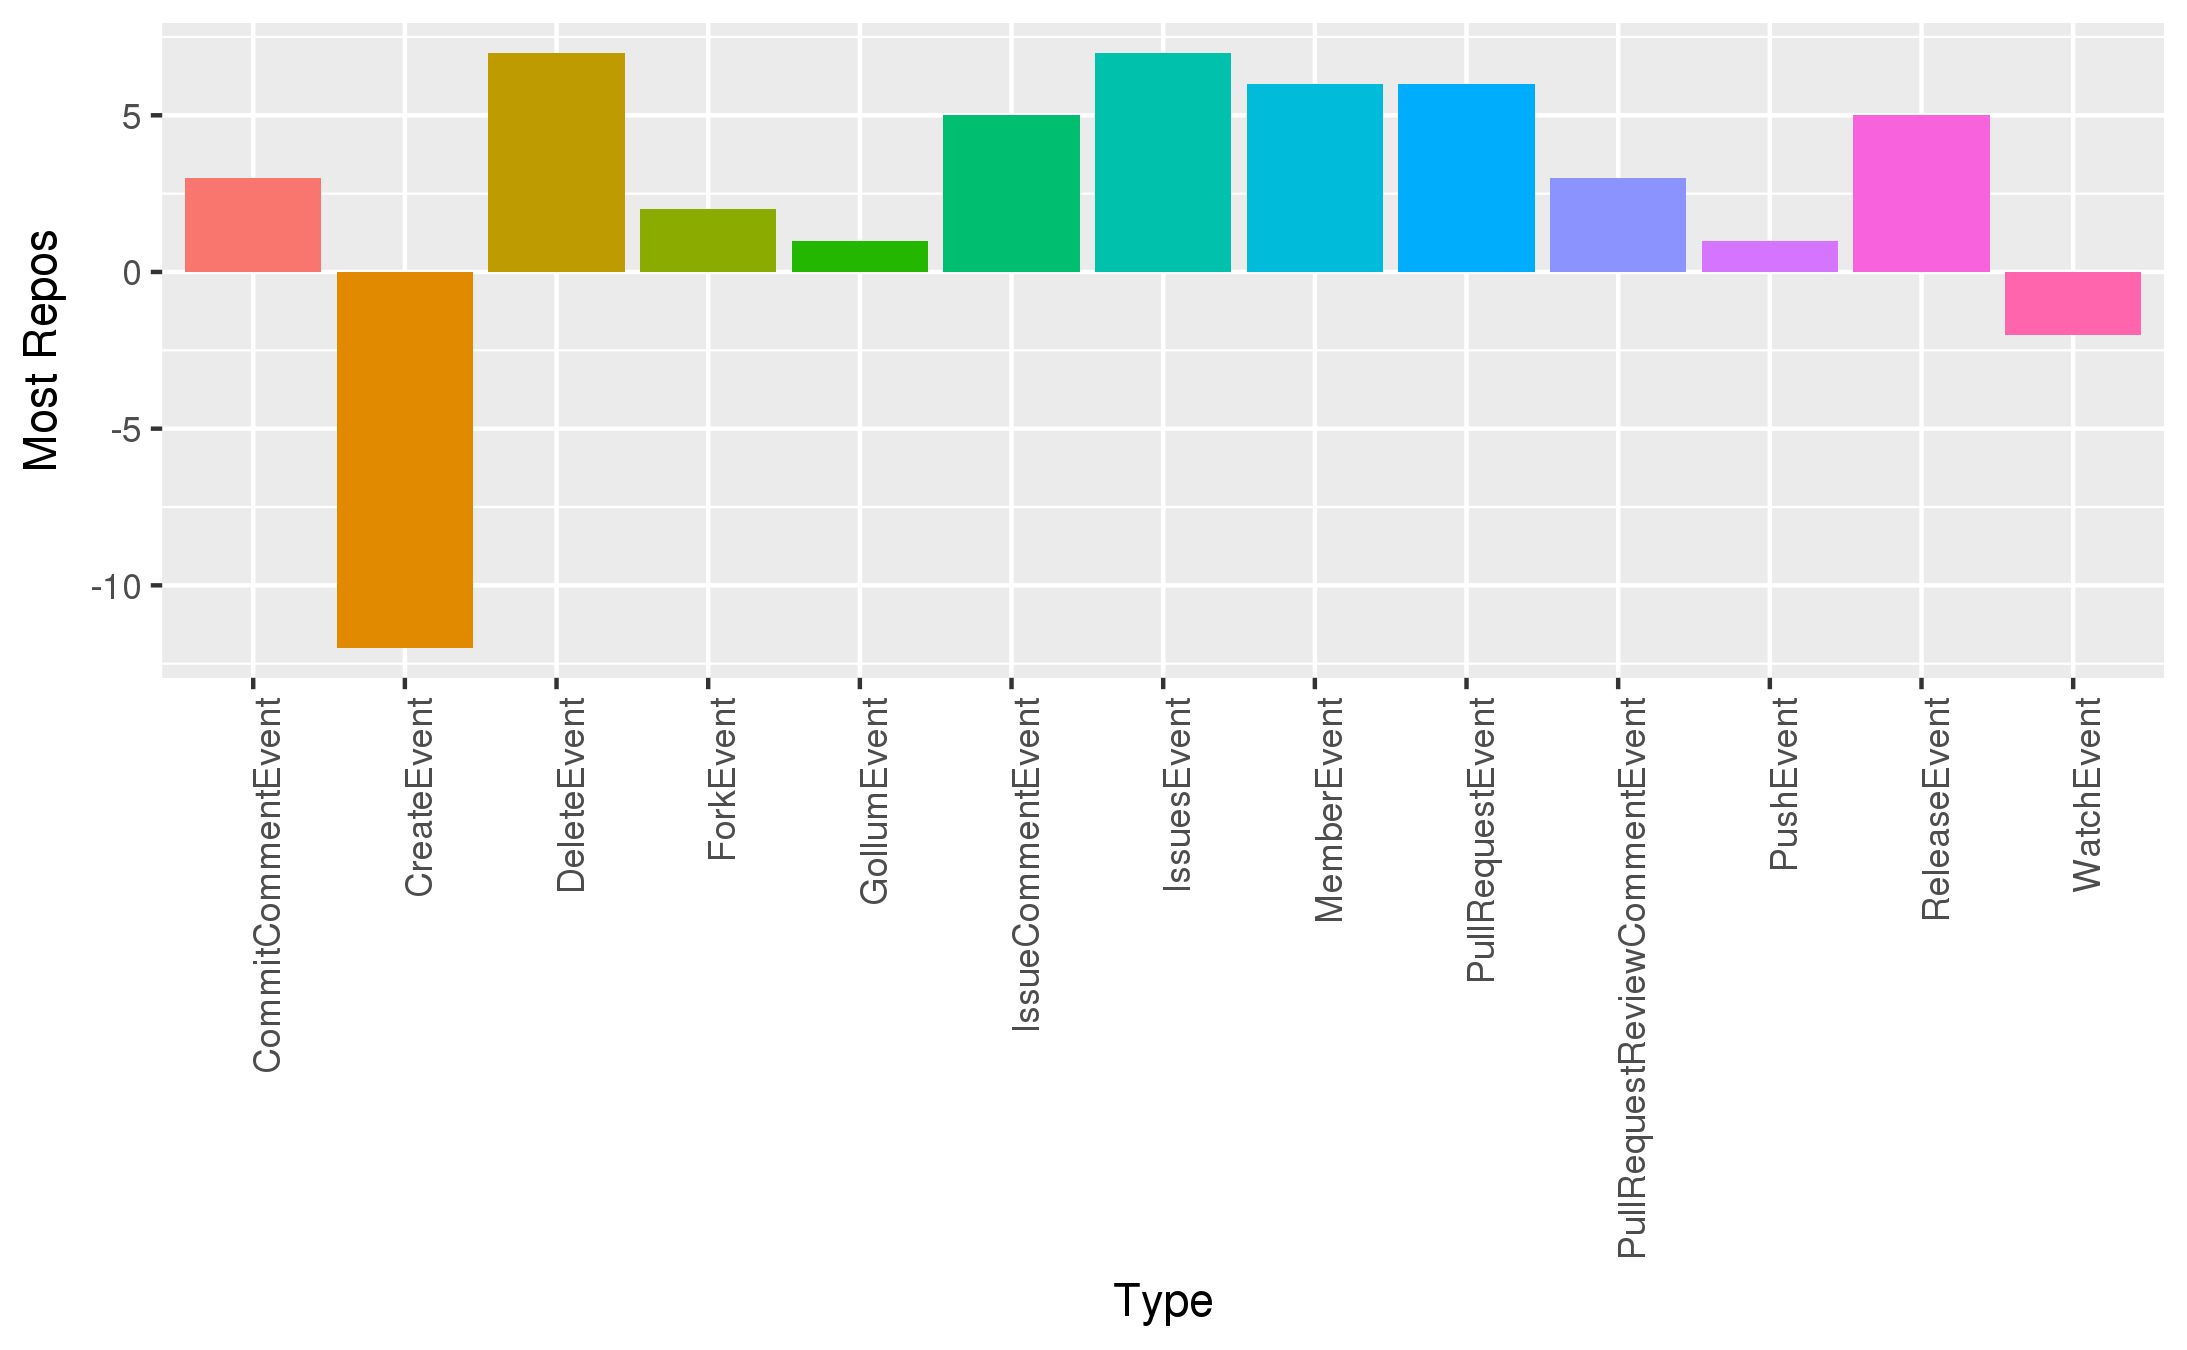 Most Repos
5
0
-5
-10
CommitCommentEvent
CreateEvent
DeleteEvent
ForkEvent
GollumEvent
IssueCommentEvent
IssuesEvent
MemberEvent
PullRequestEvent
PullRequestReviewCommentEvent
PushEvent
ReleaseEvent
WatchEvent
Type